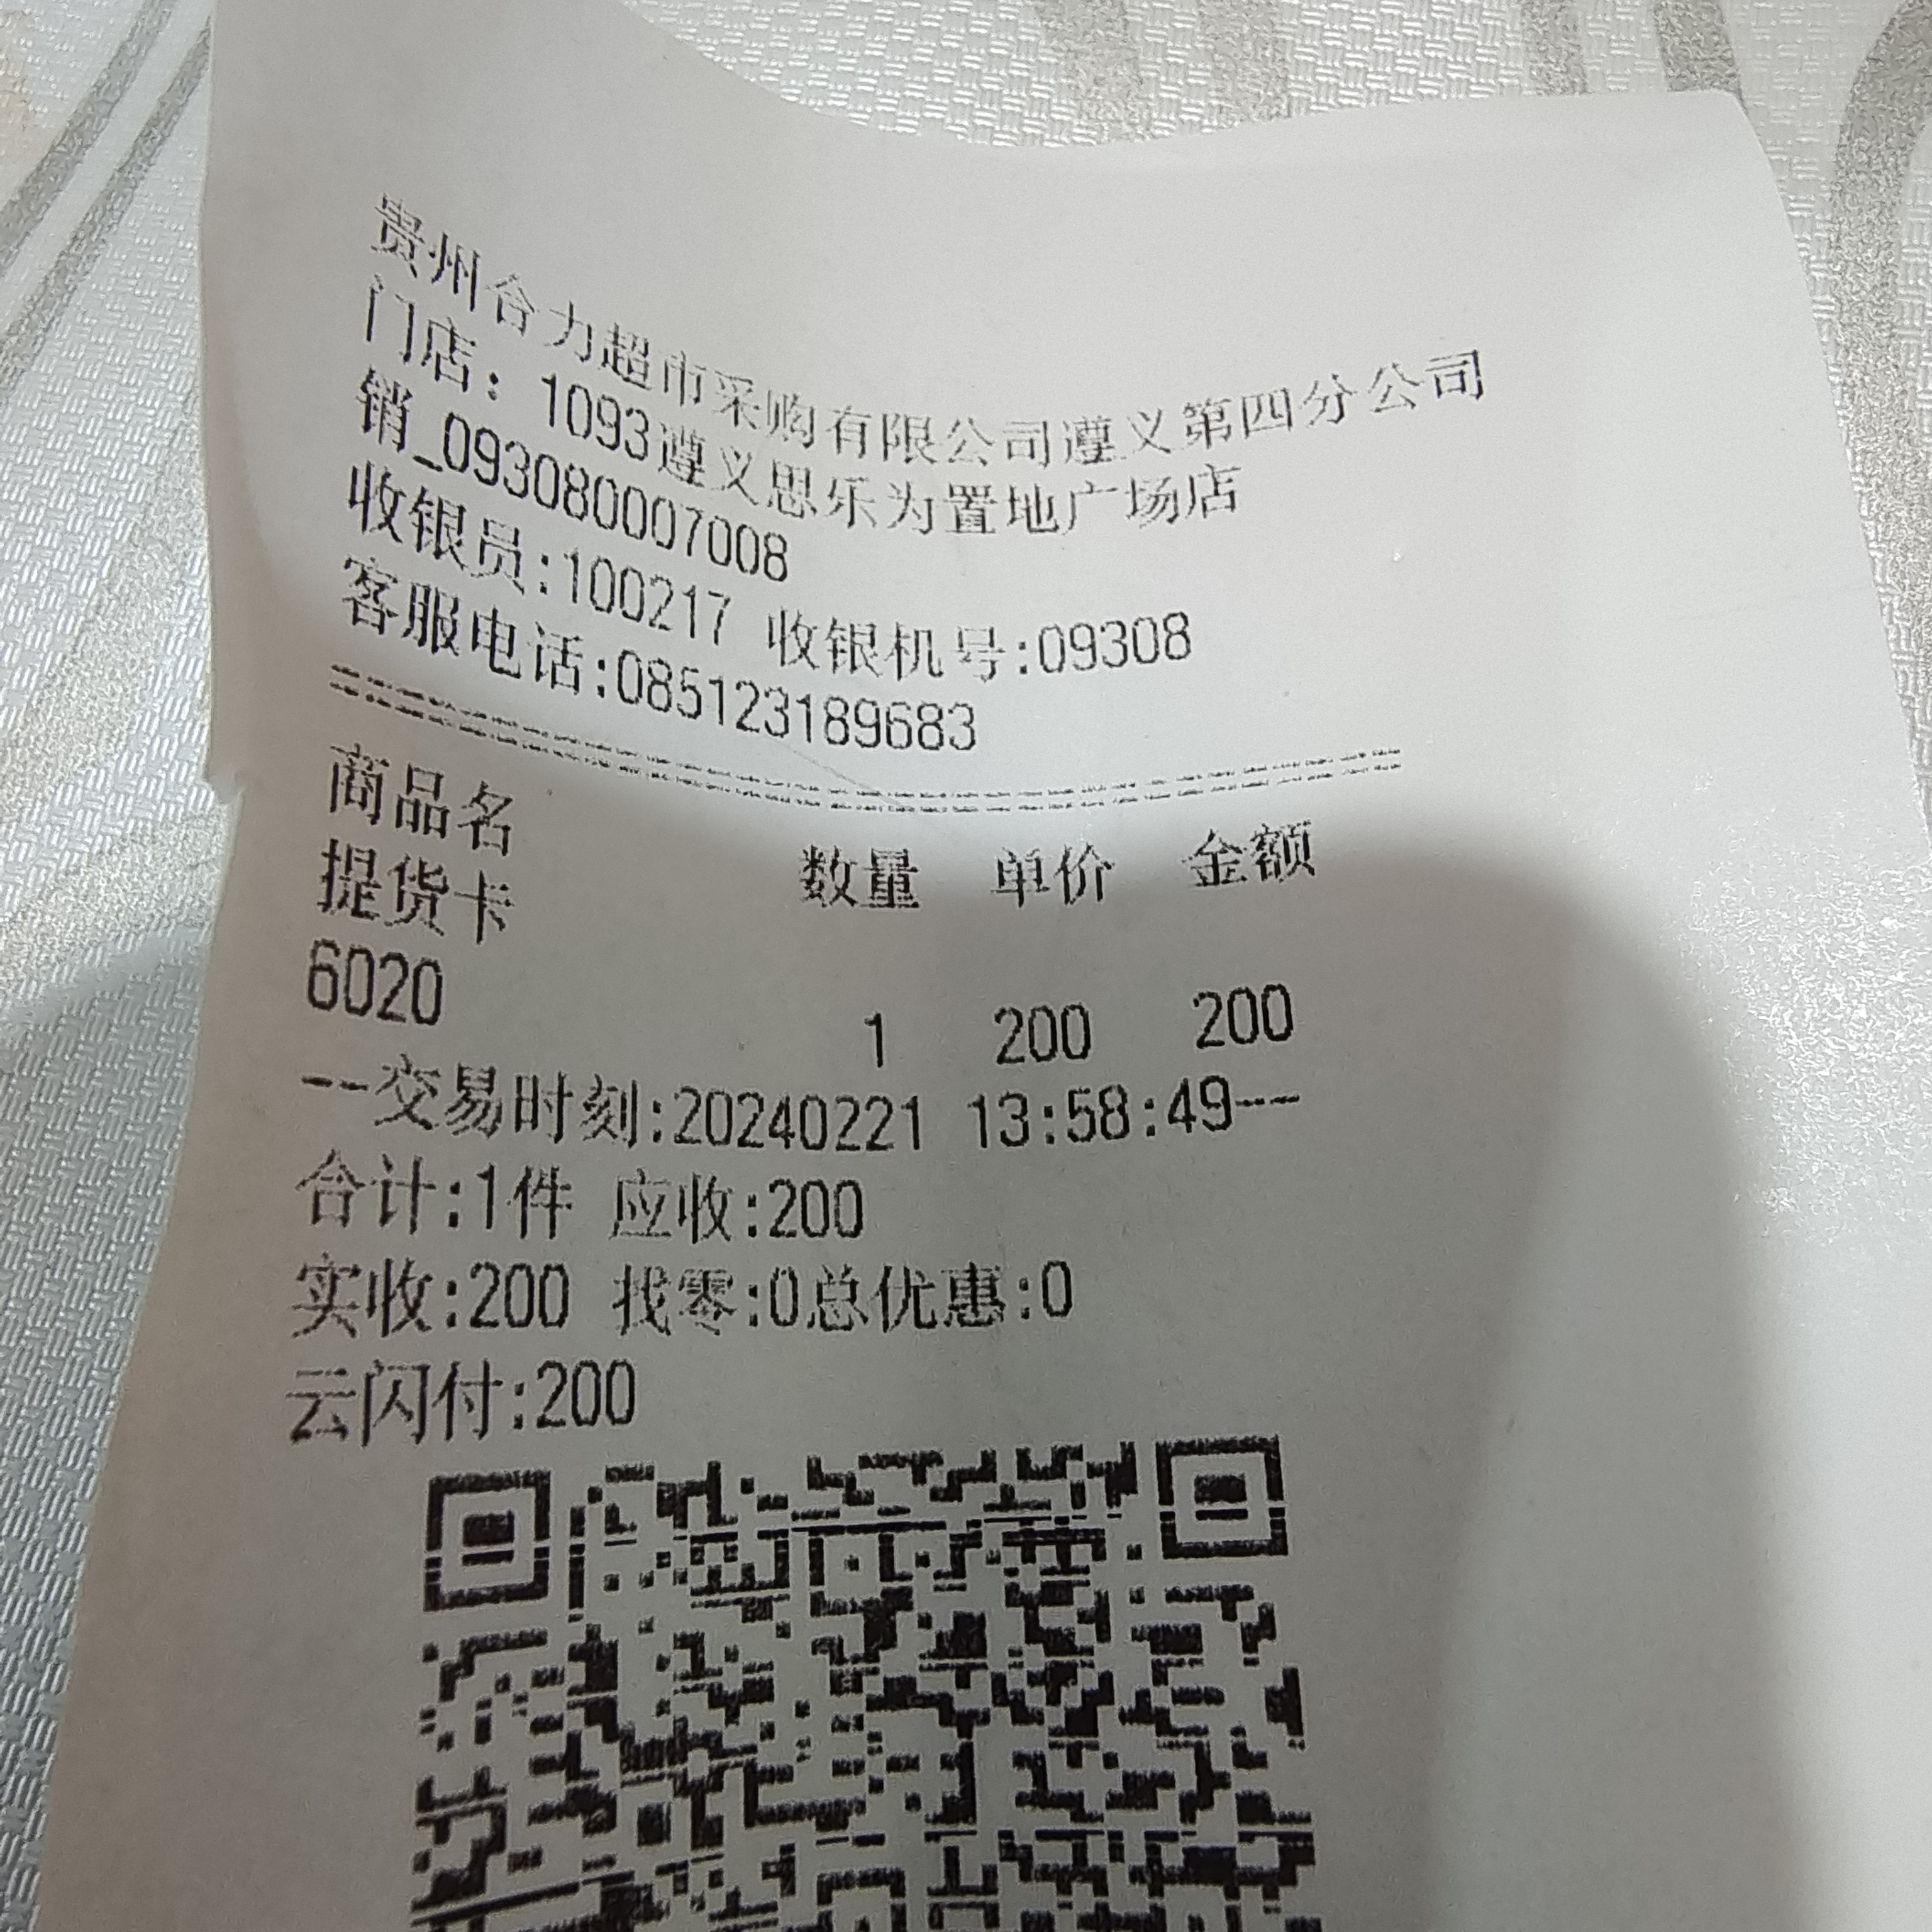 贵州合力超市采购有限公司遵义第四分公司
门店：1093遵义思乐为置地广场店
销_093080007008
收银员:100217 收银机号:09308
客服电话:085123189683
商品名 数量 单价 金额
提货卡
6020 1 200 200
--交易时刻:20240221 13:58:49---
合计:1件 应收:200
实收:200 找零:0总优惠:0
云闪付:200